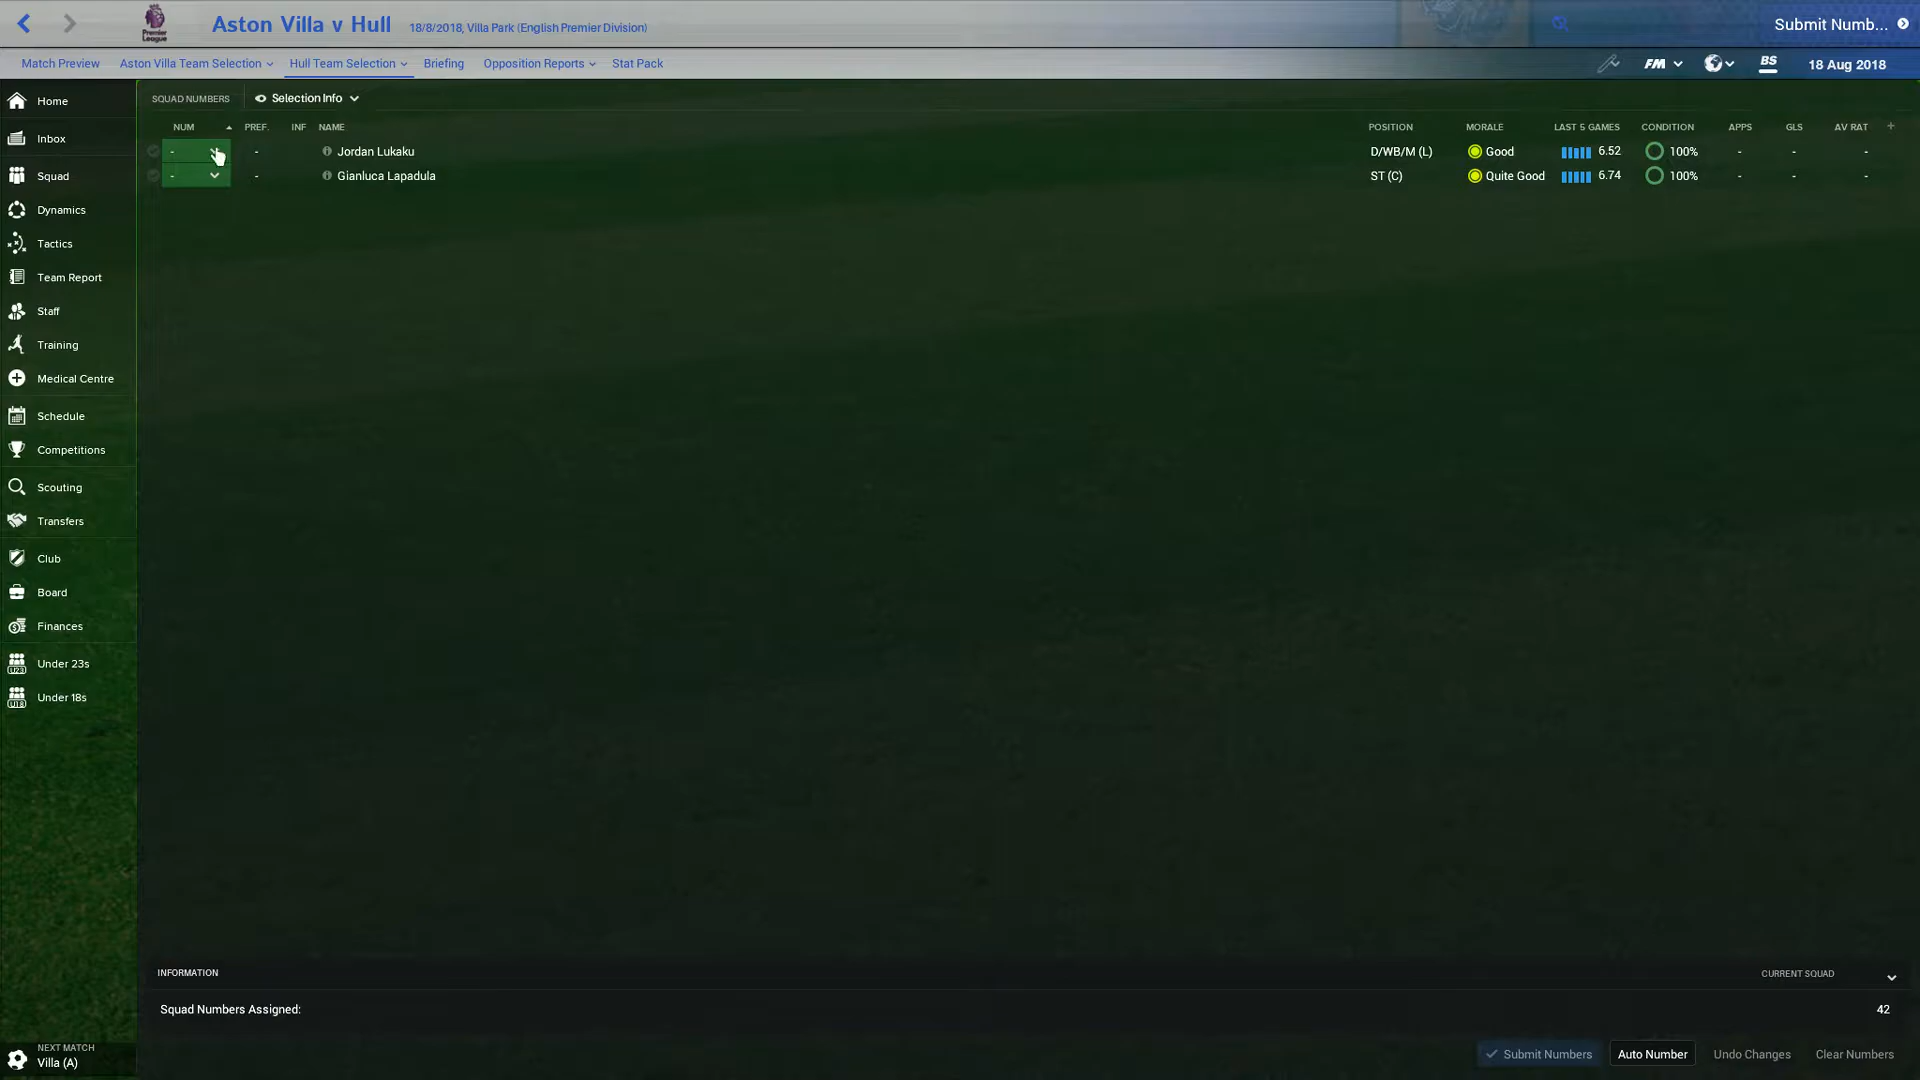 Aston Villa v Hull 18/8/2018, Villa Park (English Premier Division) Submit Numb...
Premier League
Match Preview Aston Villa Team Selection Hull Team Selection Briefing Opposition Reports Stat Pack FM BS 18 Aug 2018
Home
Inbox
Squad
Dynamics
Tactics
Team Report
Staff
Training
Medical Centre
Schedule
Competitions
Scouting
Transfers
Club
Board
Finances
U23 Under 23s
U18 Under 18s
NEXT MATCH
Villa (A)
SQUAD NUMBERS Selection Info
NUM PREF. INF NAME POSITION MORALE LAST 5 GAMES CONDITION APPS GLS AV RAT +
- - Jordan Lukaku D/WB/M (L) Good 6.52 100% - - -
- - Gianluca Lapadula ST (C) Quite Good 6.74 100% - - -
INFORMATION CURRENT SQUAD
Squad Numbers Assigned: 42
Submit Numbers Auto Number Undo Changes Clear Numbers